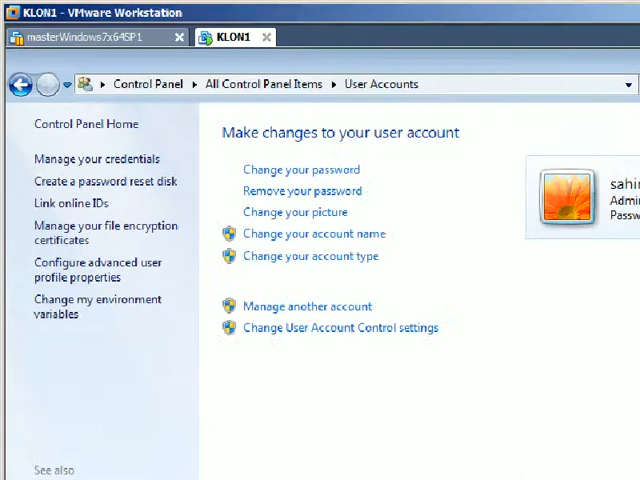 KLON1 - VMware Workstation
masterWindows7x64SP1
KLON1
Control Panel
All Control Panel Items
User Accounts
Control Panel Home
Manage your credentials
Create a password reset disk
Link online IDs
Manage your file encryption
certificates
Configure advanced user
profile properties
Change my environment
variables
See also
Make changes to your user account
Change your password
Remove your password
Change your picture
Change your account name
Change your account type
Manage another account
Change User Account Control settings
sahi
Admi
Passw